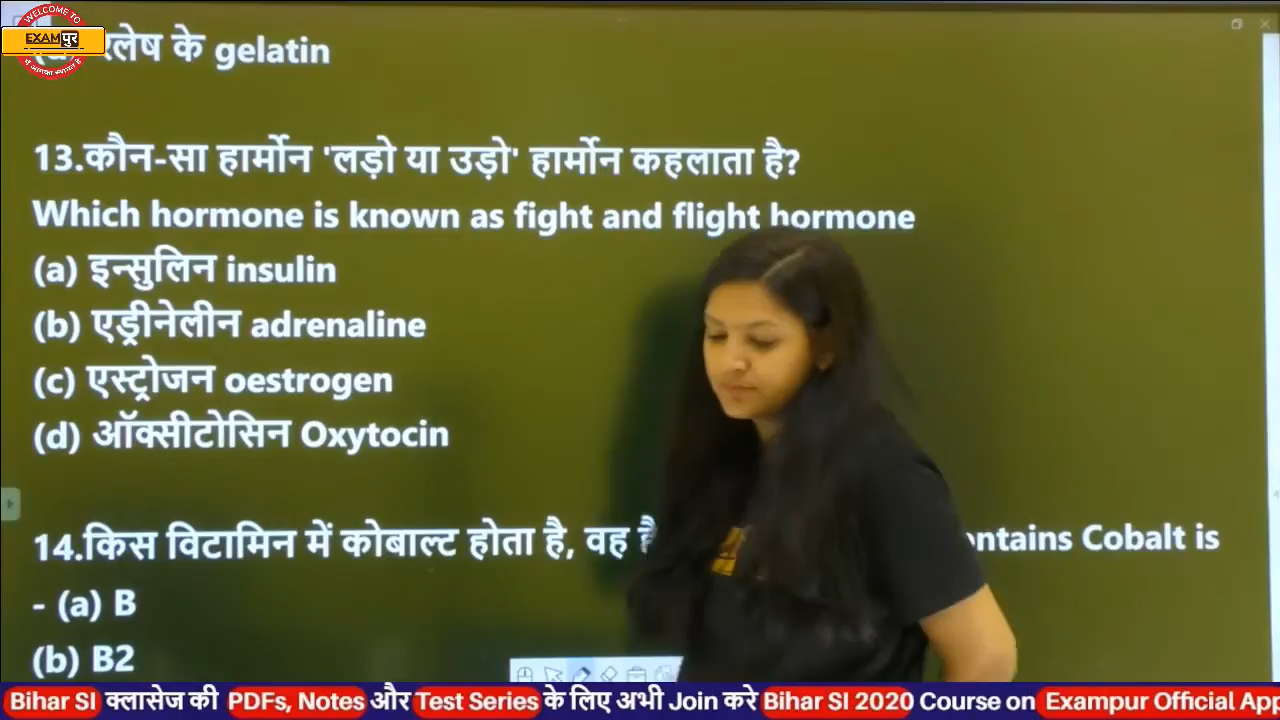 WELCOME TO
EXAMपुर
श्लेष के gelatin
13.कौन-सा हार्मोन 'लड़ो या उड़ो' हार्मोन कहलाता है?
Which hormone is known as fight and flight hormone
(a) इन्सुलिन insulin
(b) एड्रीनेलीन adrenaline
(c) एस्ट्रोजन oestrogen
(d) ऑक्सीटोसिन Oxytocin
14.किस विटामिन में कोबाल्ट होता है, वह Cobalt is
- (a) B
(b) B2
Bihar SI क्लासेज की PDFs, Notes और Test Series के लिए अभी Join करे Bihar SI 2020 Course on Exampur Official App